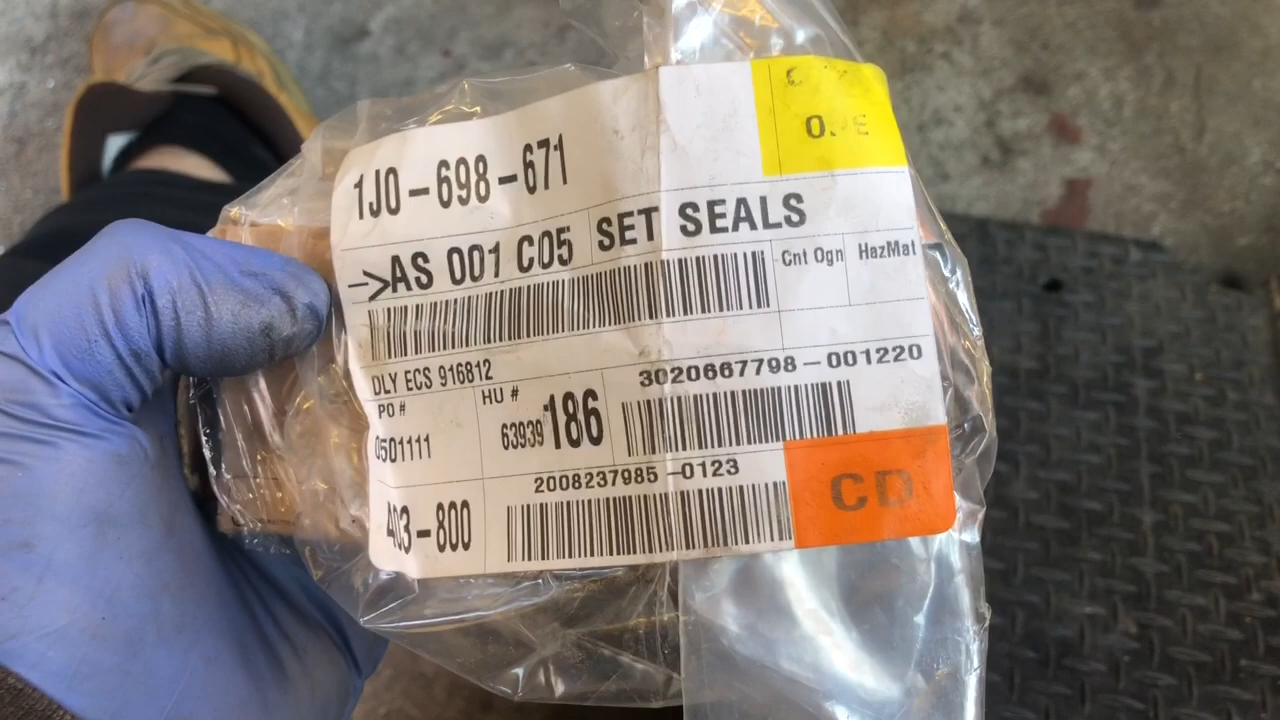 1J0-698-671
->AS 001 C05 SET SEALS
Cnt Ogn HazMat
DLY ECS 916812
3020667798-001220
PO # HU #
0501111 63939 186
2008237985-0123
403-800 CD